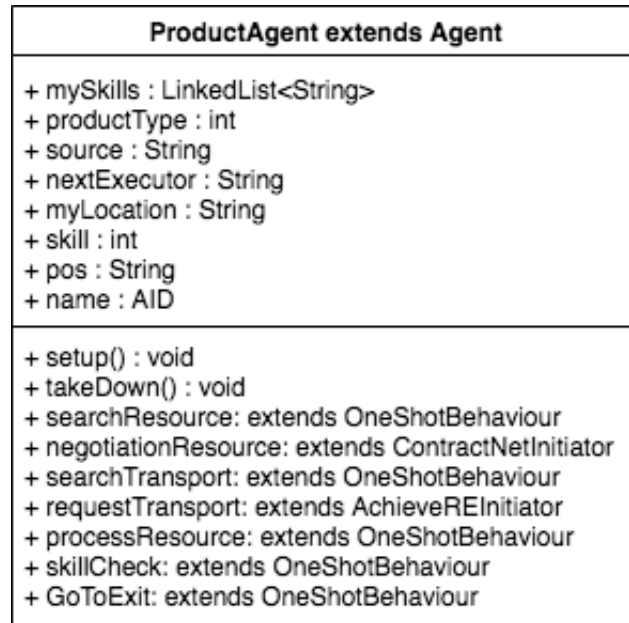 ProductAgent extends Agent
+ mySkills : LinkedList<String>
+ productType : int
+ source : String
+ nextExecutor : String
+ myLocation : String
+ skill : int
+ pos : String
+ name : AID
+ setup() : void
+ takeDown() : void
+ searchResource: extends OneShotBehaviour
+ negotiationResource: extends ContractNetInitiator
+ searchTransport: extends OneShotBehaviour
+ requestTransport: extends AchieveREInitiator
+ processResource: extends OneShotBehaviour
+ skillCheck: extends OneShotBehaviour
+ GoToExit: extends OneShotBehaviour